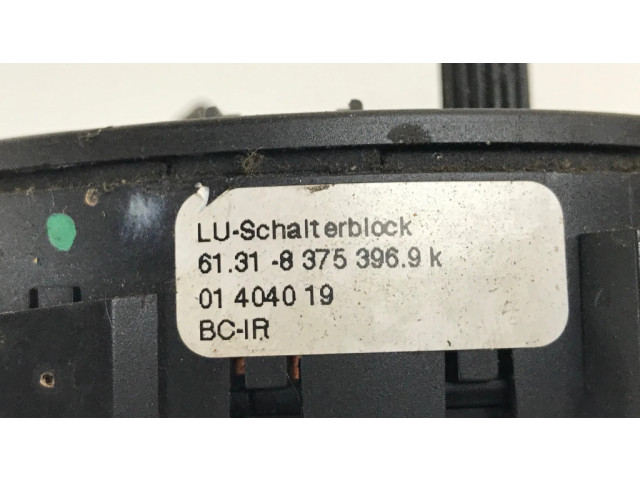 LU-Schalterblock
61.31 -8 375 396.9 k
01 4040 19
BC-IR